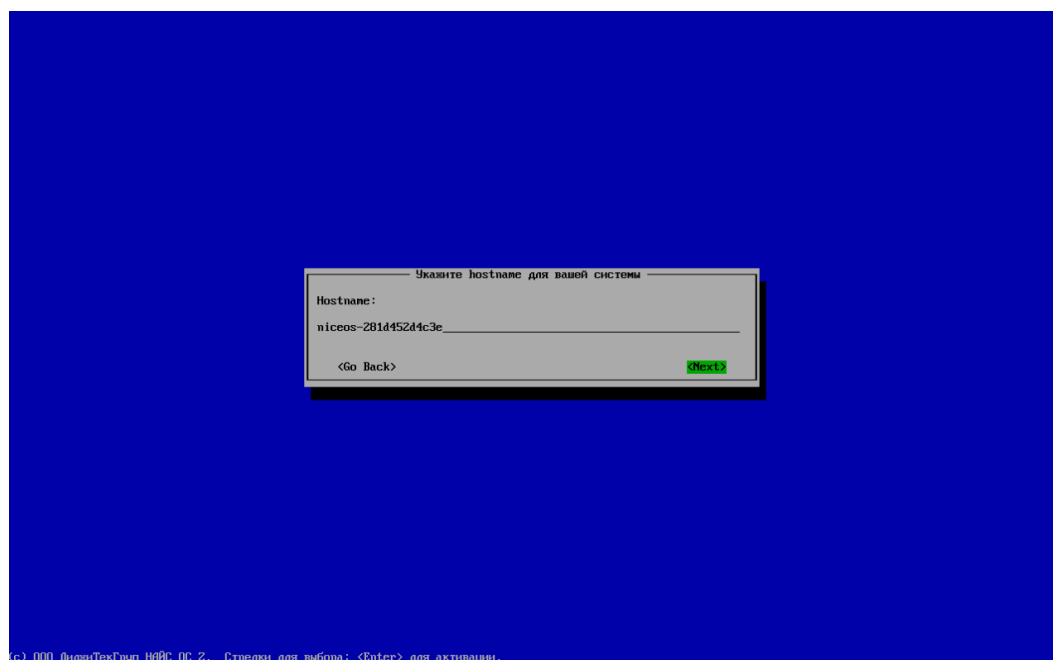 Укажите hostname для вашей системы
Hostname:
niceos-281d452d4c3e
<Go Back> <Next>
(c) ООО ДиджиТекГруп НАЙС ОС 2. Стрелки для выбора; <Enter> для активации.